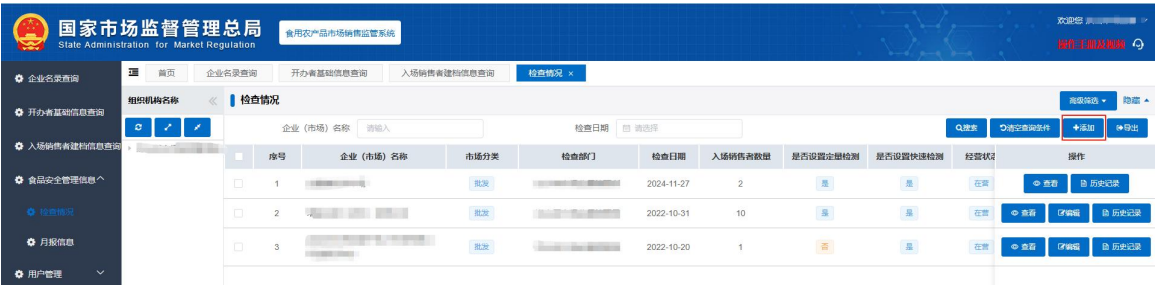 国家市场监督管理总局
State Administration for Market Regulation
食用农产品市场销售监管系统
欢迎您
操作手册及视频
企业名录查询
开办者基础信息查询
入场销售者建档信息查询
食品安全管理信息
检查情况
月报信息
用户管理
首页 企业名录查询 开办者基础信息查询 入场销售者建档信息查询 检查情况 ×
组织机构名称
检查情况
高级筛选 隐藏
企业（市场）名称 请输入 检查日期 请选择 搜索 清空查询条件 +添加 导出
序号 企业（市场）名称 市场分类 检查部门 检查日期 入场销售者数量 是否设置定量检测 是否设置快速检测 经营状态 操作
1 批发 2024-11-27 2 是 是 在营 查看 历史记录
2 批发 2022-10-31 10 是 是 在营 查看 编辑 历史记录
3 批发 2022-10-20 1 否 是 在营 查看 编辑 历史记录